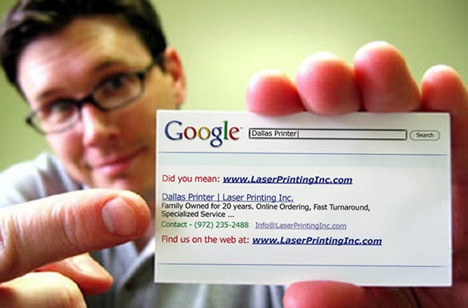 Google™ Dallas Printer Search
Did you mean: www.LaserPrintingInc.com
Dallas Printer | Laser Printing Inc.
Family Owned for 20 years. Online Ordering, Fast Turnaround,
Specialized Service ...
Contact - (972) 235-2488 Info@LaserPrintingInc.com
Find us on the web at: www.LaserPrintingInc.com